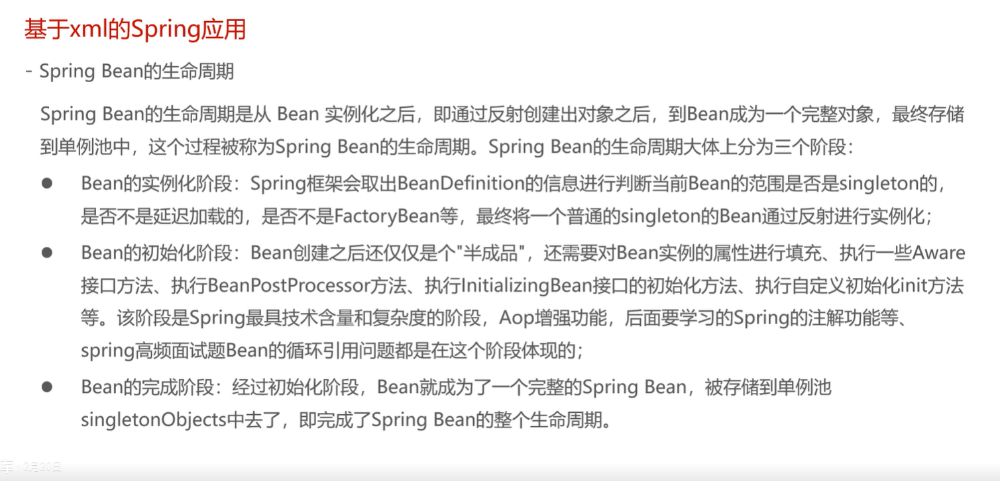 基于xml的Spring应用
- Spring Bean的生命周期
Spring Bean的生命周期是从 Bean 实例化之后，即通过反射创建出对象之后，到Bean成为一个完整对象，最终存储
到单例池中，这个过程被称为Spring Bean的生命周期。Spring Bean的生命周期大体上分为三个阶段：
● Bean的实例化阶段：Spring框架会取出BeanDefinition的信息进行判断当前Bean的范围是否是singleton的，
是否不是延迟加载的，是否不是FactoryBean等，最终将一个普通的singleton的Bean通过反射进行实例化；
● Bean的初始化阶段：Bean创建之后还仅仅是个"半成品"，还需要对Bean实例的属性进行填充、执行一些Aware
接口方法、执行BeanPostProcessor方法、执行InitializingBean接口的初始化方法、执行自定义初始化init方法
等。该阶段是Spring最具技术含量和复杂度的阶段，Aop增强功能，后面要学习的Spring的注解功能等、
spring高频面试题Bean的循环引用问题都是在这个阶段体现的；
● Bean的完成阶段：经过初始化阶段，Bean就成为了一个完整的Spring Bean，被存储到单例池
singletonObjects中去了，即完成了Spring Bean的整个生命周期。
2月20日